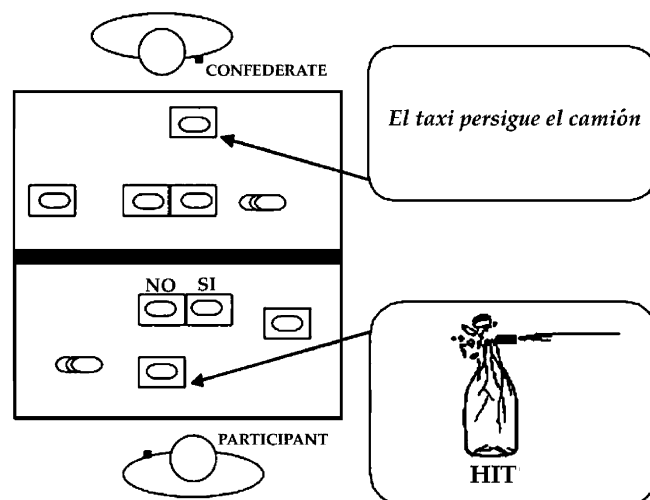 CONFEDERATE
El taxi persigue el camión
NO SI
PARTICIPANT
HIT